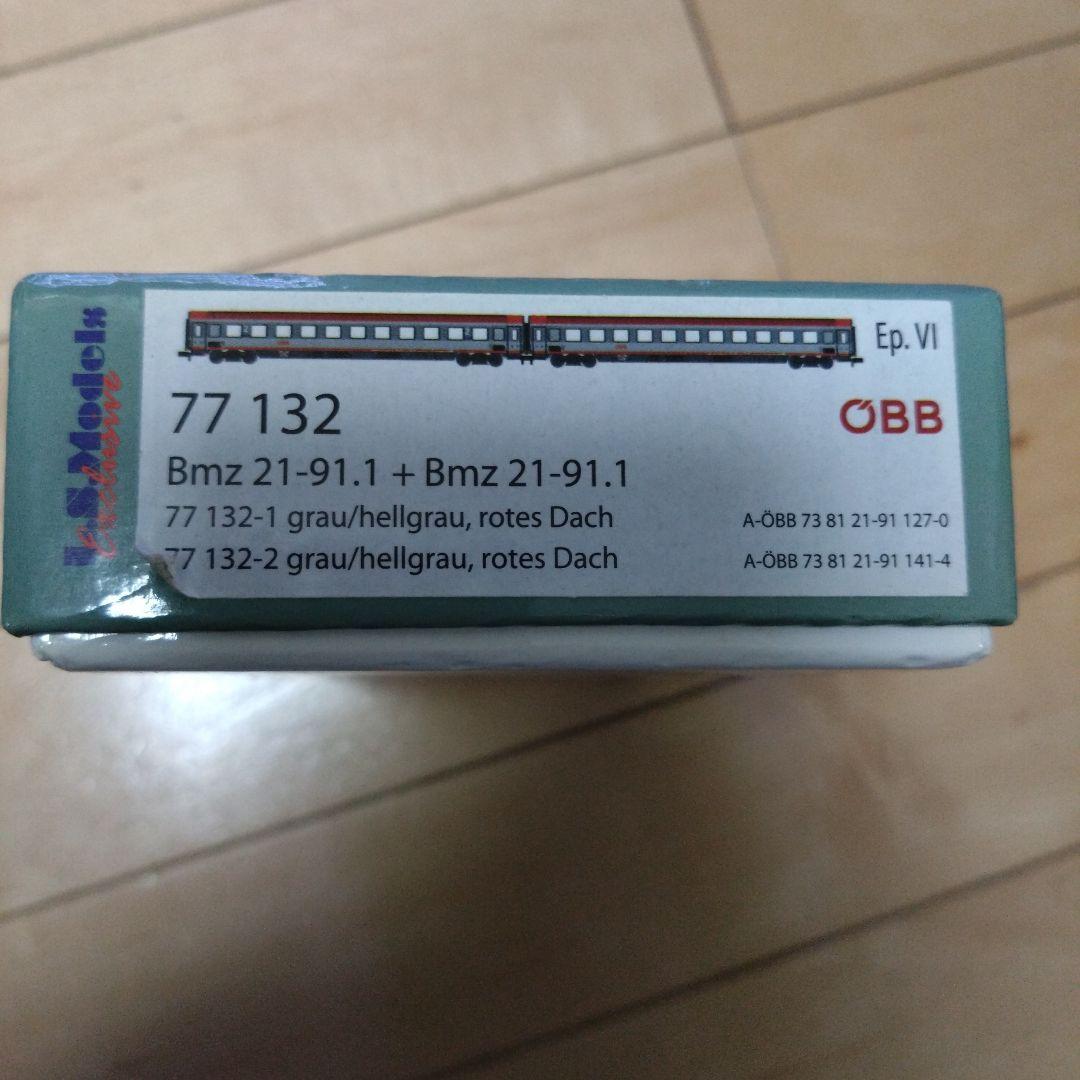 L.S.Models
Exclusive
Ep. VI
77 132
ÖBB
Bmz 21-91.1 + Bmz 21-91.1
77 132-1 grau/hellgrau, rotes Dach A-ÖBB 73 81 21-91 127-0
77 132-2 grau/hellgrau, rotes Dach A-ÖBB 73 81 21-91 141-4